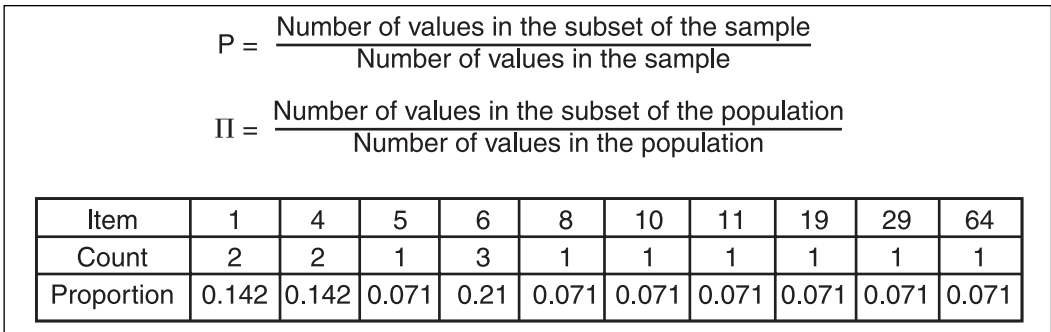 P = Number of values in the subset of the sample
Number of values in the sample
Π = Number of values in the subset of the population
Number of values in the population
Item 1 4 5 6 8 10 11 19 29 64
Count 2 2 1 3 1 1 1 1 1 1
Proportion 0.142 0.142 0.071 0.21 0.071 0.071 0.071 0.071 0.071 0.071